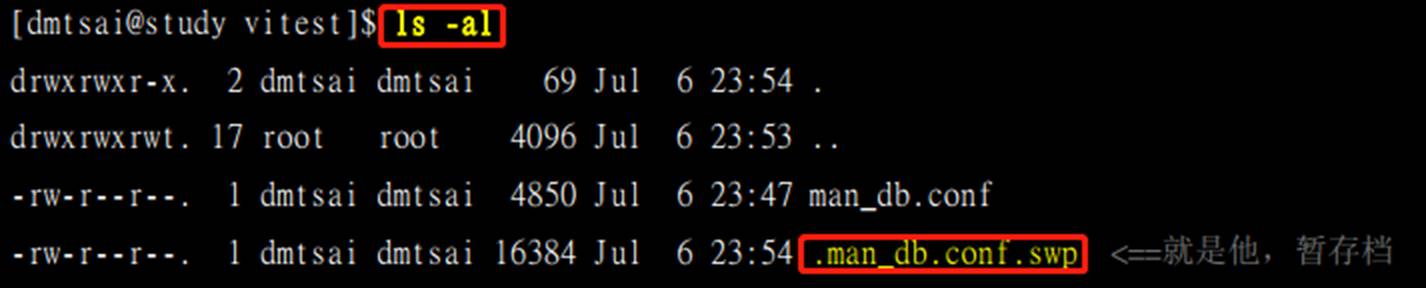 [dmtsai@study vitest]$ ls -al
drwxrwxr-x.  2 dmtsai dmtsai    69 Jul  6 23:54 .
drwxrwxrwt. 17 root   root    4096 Jul  6 23:53 ..
-rw-r--r--.  1 dmtsai dmtsai  4850 Jul  6 23:47 man_db.conf
-rw-r--r--.  1 dmtsai dmtsai 16384 Jul  6 23:54 .man_db.conf.swp  <==就是他，暂存档